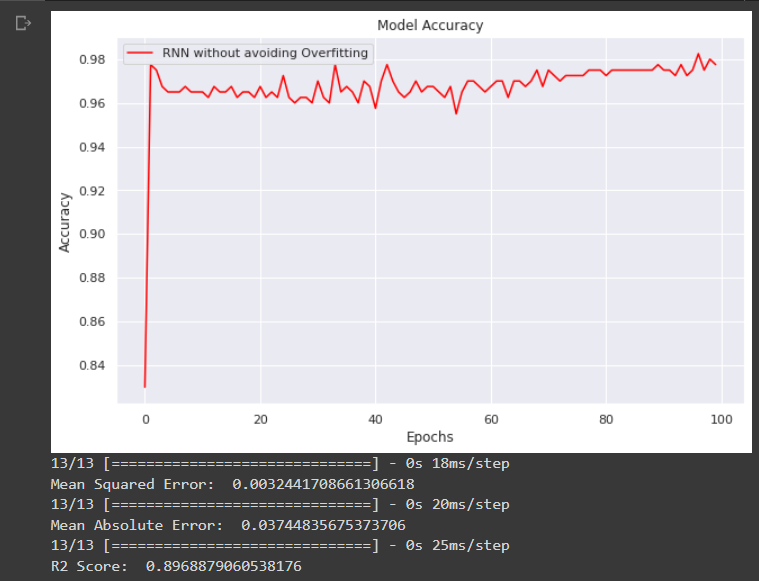 Model Accuracy
RNN without avoiding Overfitting
0.98
0.96
0.94
0.92
0.90
0.88
0.86
0.84
Accuracy
0 20 40 60 80 100
Epochs
13/13 [==============================] - 0s 18ms/step
Mean Squared Error:  0.0032441708661306618
13/13 [==============================] - 0s 20ms/step
Mean Absolute Error:  0.03744835675373706
13/13 [==============================] - 0s 25ms/step
R2 Score:  0.8968879060538176